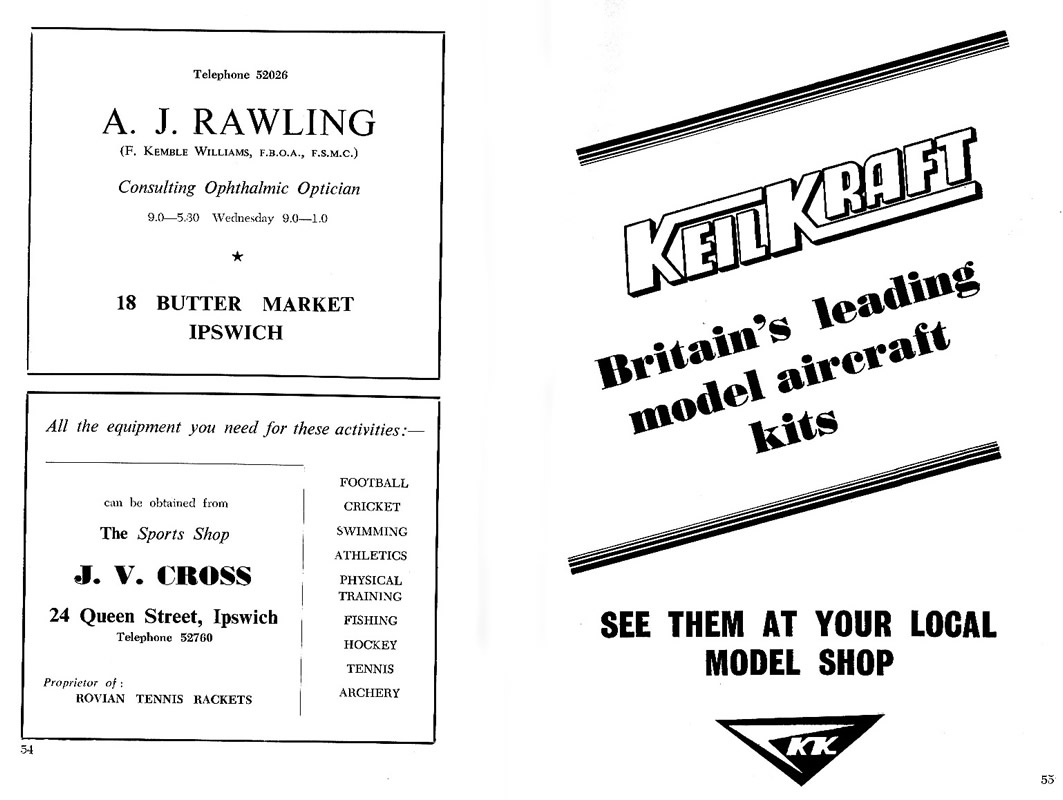 Telephone 52026
A. J. RAWLING
(F. KEMBLE WILLIAMS, F.B.O.A., F.S.M.C.)
Consulting Ophthalmic Optician
9.0—5.30 Wednesday 9.0—1.0
★
18 BUTTER MARKET
IPSWICH
All the equipment you need for these activities:—
can be obtained from
The Sports Shop
J. V. CROSS
24 Queen Street, Ipswich
Telephone 52760
Proprietor of :
ROVIAN TENNIS RACKETS
FOOTBALL
CRICKET
SWIMMING
ATHLETICS
PHYSICAL
TRAINING
FISHING
HOCKEY
TENNIS
ARCHERY
54
KEILKRAFT
Britain's leading
model aircraft
kits
SEE THEM AT YOUR LOCAL
MODEL SHOP
KK
55